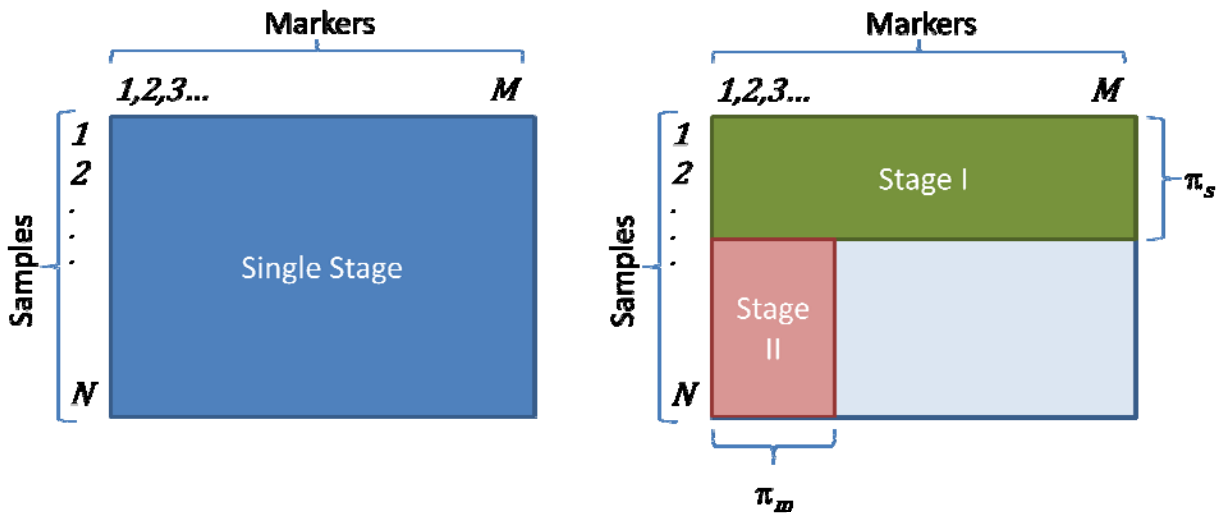 Markers
1,2,3... M
Samples
1
2
.
.
.
N
Single Stage
Markers
1,2,3... M
Samples
1
2
.
.
.
N
Stage I
Stage
II
πs
πm